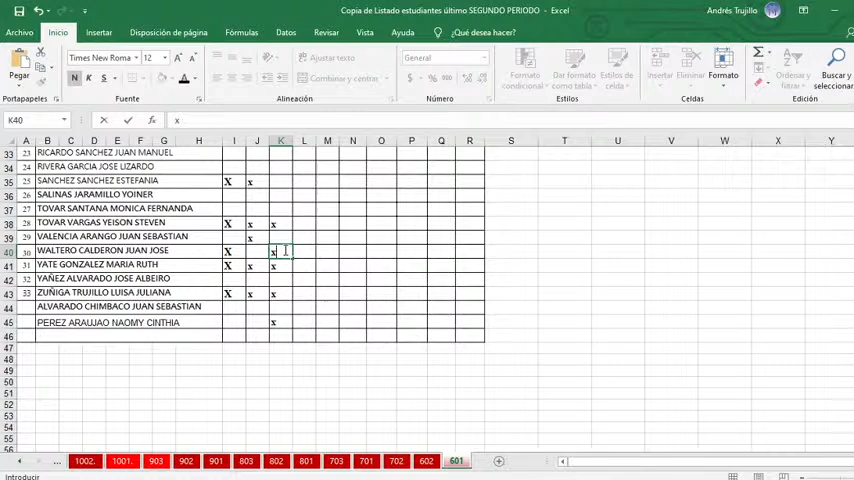 Copia de Listado estudiantes último SEGUNDO PERIODO - Excel
Andrés Trujillo
Archivo Inicio Insertar Disposición de página Fórmulas Datos Revisar Vista Ayuda ¿Qué desea hacer?
Pegar
Times New Roma 12
N K S
Ajustar texto
Combinar y centrar
General
Formato condicional
Dar formato como tabla
Estilos de celda
Insertar Eliminar Formato
Ordenar y filtrar
Buscar y seleccionar
Portapapeles Fuente Alineación Número Estilos Celdas Edición
K40 fx x
A B C D E F G H I J K L M N O P Q R S T U V W X Y
33 23 RICARDO SANCHEZ JUAN MANUEL
34 24 RIVERA GARCIA JOSE LIZARDO
35 25 SANCHEZ SANCHEZ ESTEFANIA X x
36 26 SALINAS JARAMILLO YOINER
37 27 TOVAR SANTANA MONICA FERNANDA
38 28 TOVAR VARGAS YEISON STEVEN X x x
39 29 VALENCIA ARANGO JUAN SEBASTIAN x
40 30 WALTERO CALDERON JUAN JOSE X x
41 31 YATE GONZALEZ MARIA RUTH X x x
42 32 YAÑEZ ALVARADO JOSE ALBEIRO
43 33 ZUÑIGA TRUJILLO LUISA JULIANA X x x
44 ALVARADO CHIMBACO JUAN SEBASTIAN
45 PEREZ ARAUJAO NAOMY CINTHIA x
46
47
48
49
50
51
52
53
54
55
56
... 1002. 1001. 903 902 901 803 802 801 703 701 702 602 601
Introducir